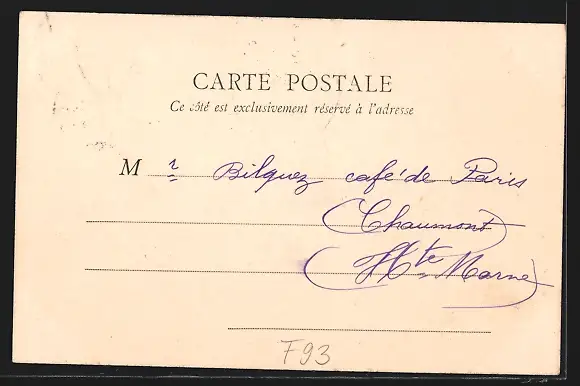 CARTE POSTALE
Ce côté est exclusivement réservé à l'adresse
M r Bilquez café de Paris
(Chaumont)
(Hte Marne)
F93